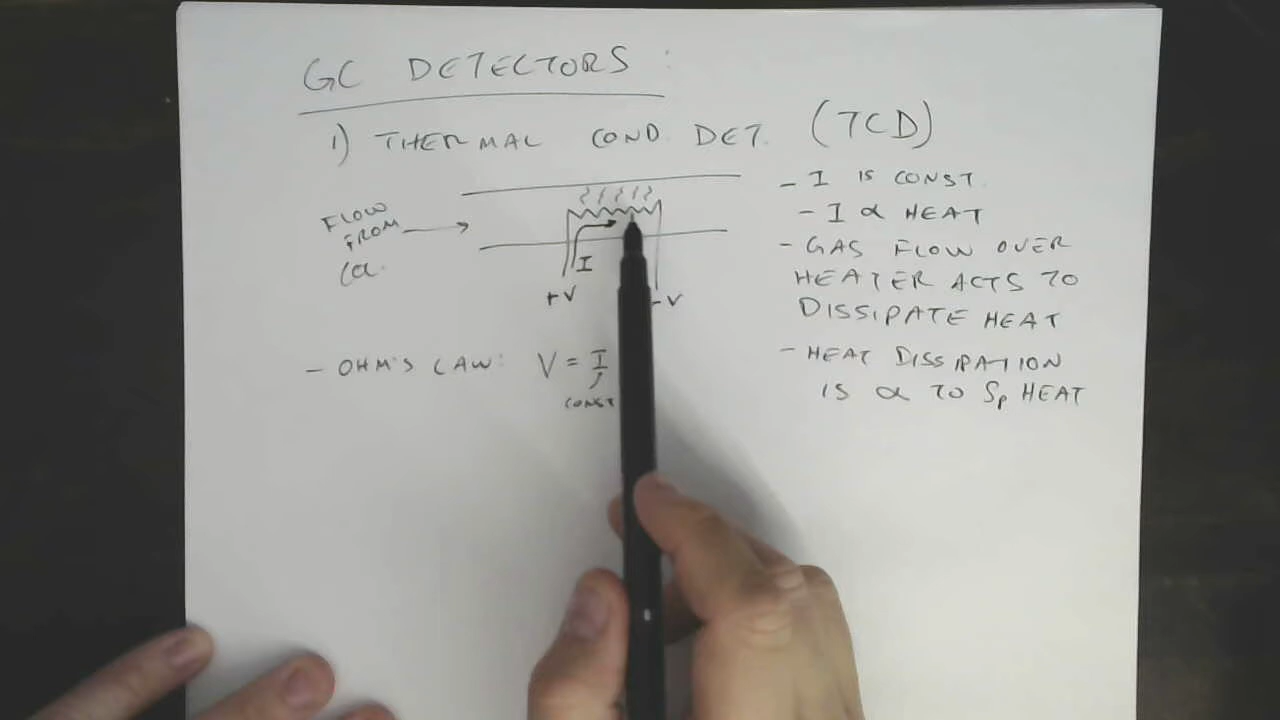 GC DETECTORS :
1) THERMAL COND. DET. (TCD)
FLOW
FROM
I
+V
-V
- OHM'S LAW: V = I
CONST
- I IS CONST.
- I α HEAT
- GAS FLOW OVER
HEATER ACTS TO
DISSIPATE HEAT
- HEAT DISSIPATION
IS α TO Sp HEAT